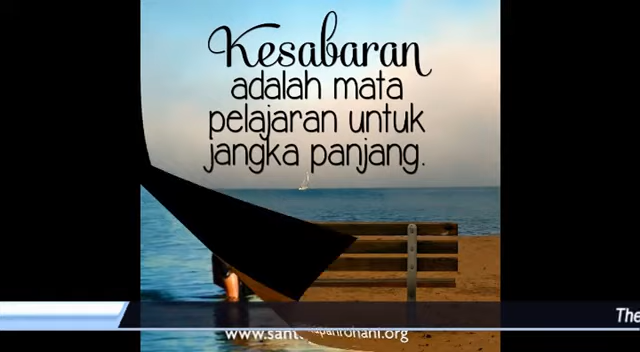 Kesabaran
adalah mata
pelajaran untuk
jangka panjang.
The